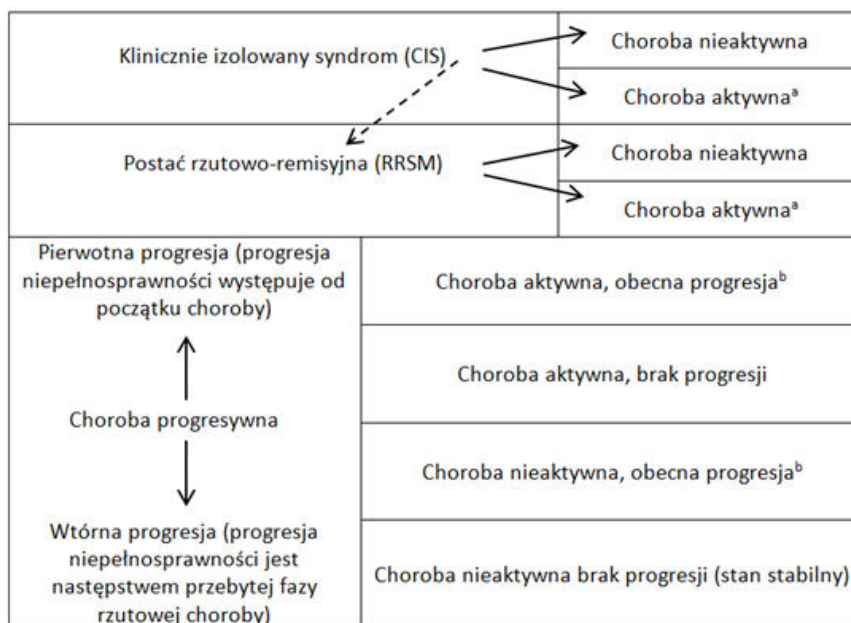 Klinicznie izolowany syndrom (CIS)
Choroba nieaktywna
Choroba aktywnaᵃ
Postać rzutowo-remisyjna (RRSM)
Choroba nieaktywna
Choroba aktywnaᵃ
Pierwotna progresja (progresja
niepełnosprawności występuje od
początku choroby)
Choroba progresywna
Wtórna progresja (progresja
niepełnosprawności jest
następstwem przebytej fazy
rzutowej choroby)
Choroba aktywna, obecna progresjaᵇ
Choroba aktywna, brak progresji
Choroba nieaktywna, obecna progresjaᵇ
Choroba nieaktywna brak progresji (stan stabilny)